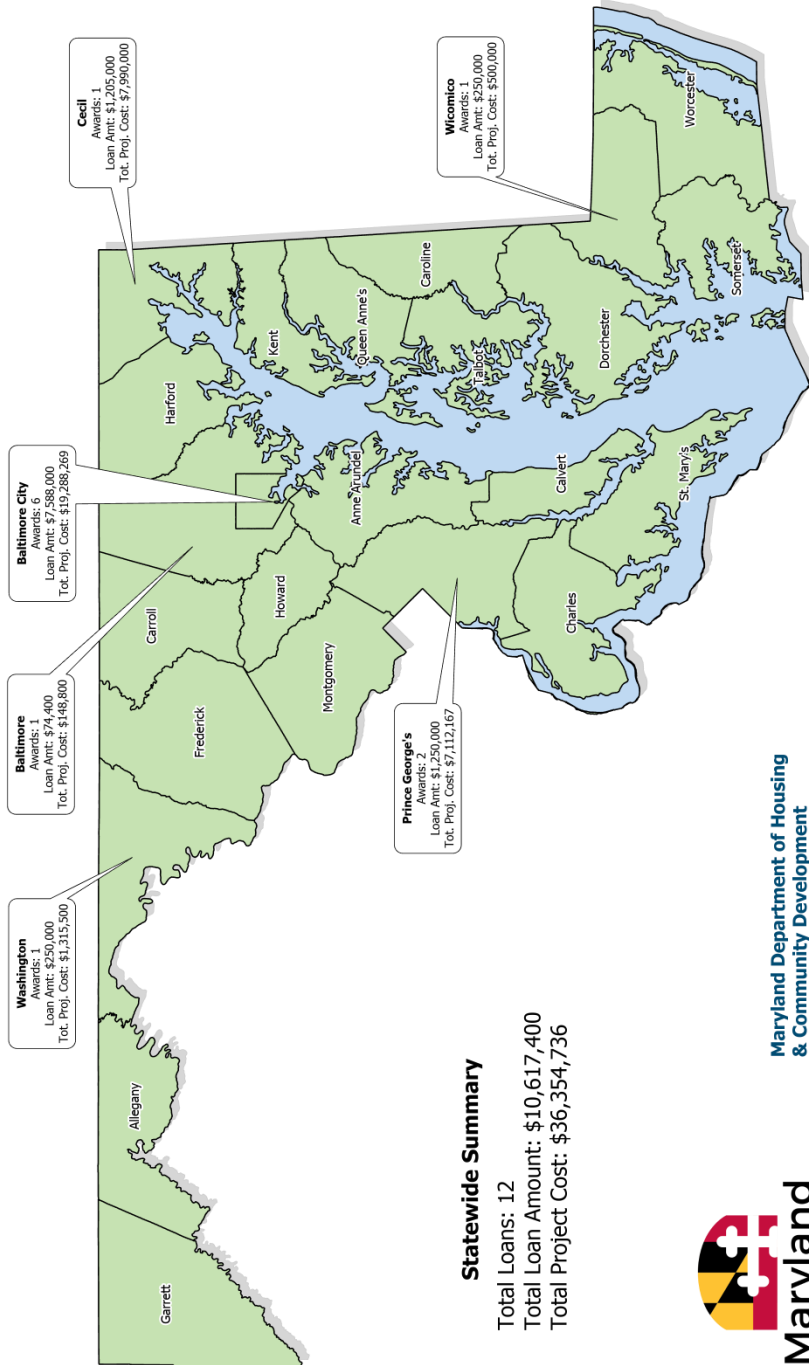 Washington
Awards: 1
Loan Amt: $250,000
Tot. Proj. Cost: $1,315,500
Baltimore
Awards: 1
Loan Amt: $74,400
Tot. Proj. Cost: $148,800
Baltimore City
Awards: 6
Loan Amt: $7,588,000
Tot. Proj. Cost: $19,288,269
Cecil
Awards: 1
Loan Amt: $1,205,000
Tot. Proj. Cost: $7,990,000
Garrett
Allegany
Frederick
Carroll
Harford
Montgomery
Howard
Kent
Anne Arundel
Queen Anne's
Caroline
Talbot
Prince George's
Awards: 2
Loan Amt: $1,250,000
Tot. Proj. Cost: $7,112,167
Wicomico
Awards: 1
Loan Amt: $250,000
Tot. Proj. Cost: $500,000
Charles
Calvert
Dorchester
St. Mary's
Somerset
Worcester
Statewide Summary
Total Loans: 12
Total Loan Amount: $10,617,400
Total Project Cost: $36,354,736
Maryland
Maryland Department of Housing
& Community Development